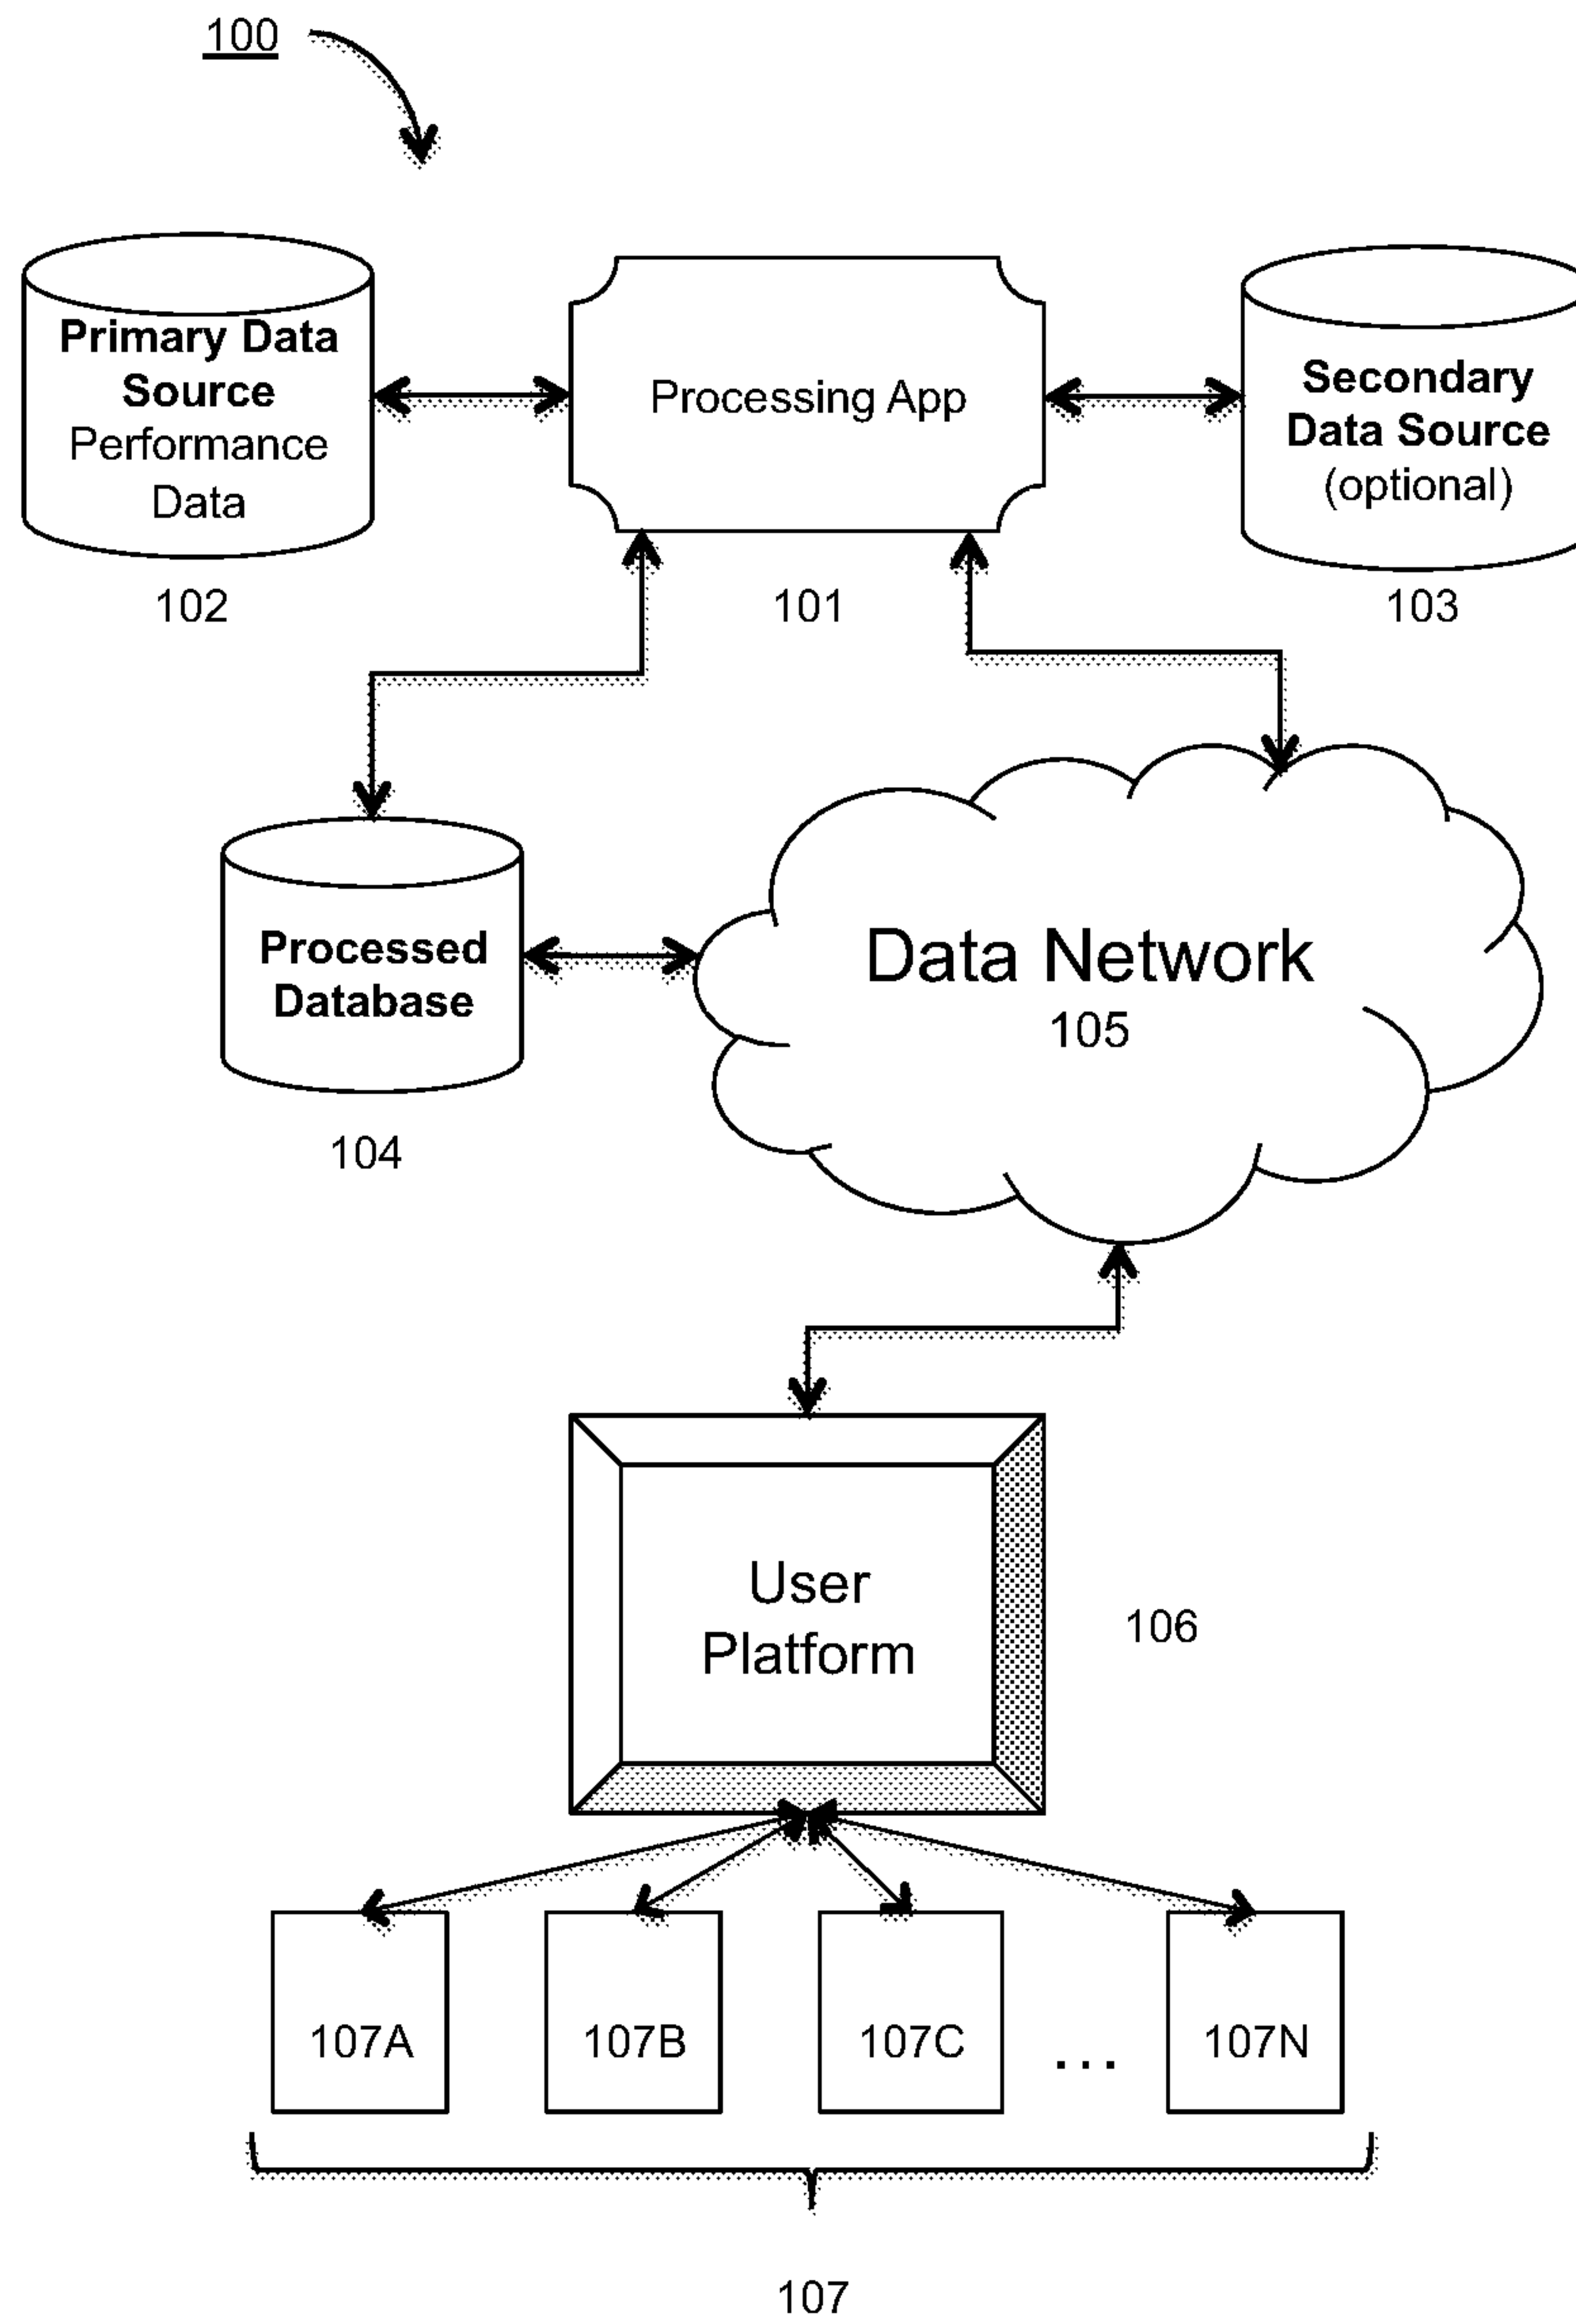 100
Primary Data
Source
Performance
Data
102
Processing App
101
Secondary
Data Source
(optional)
103
Processed
Database
104
Data Network
105
User
Platform
106
107A
107B
107C
...
107N
107